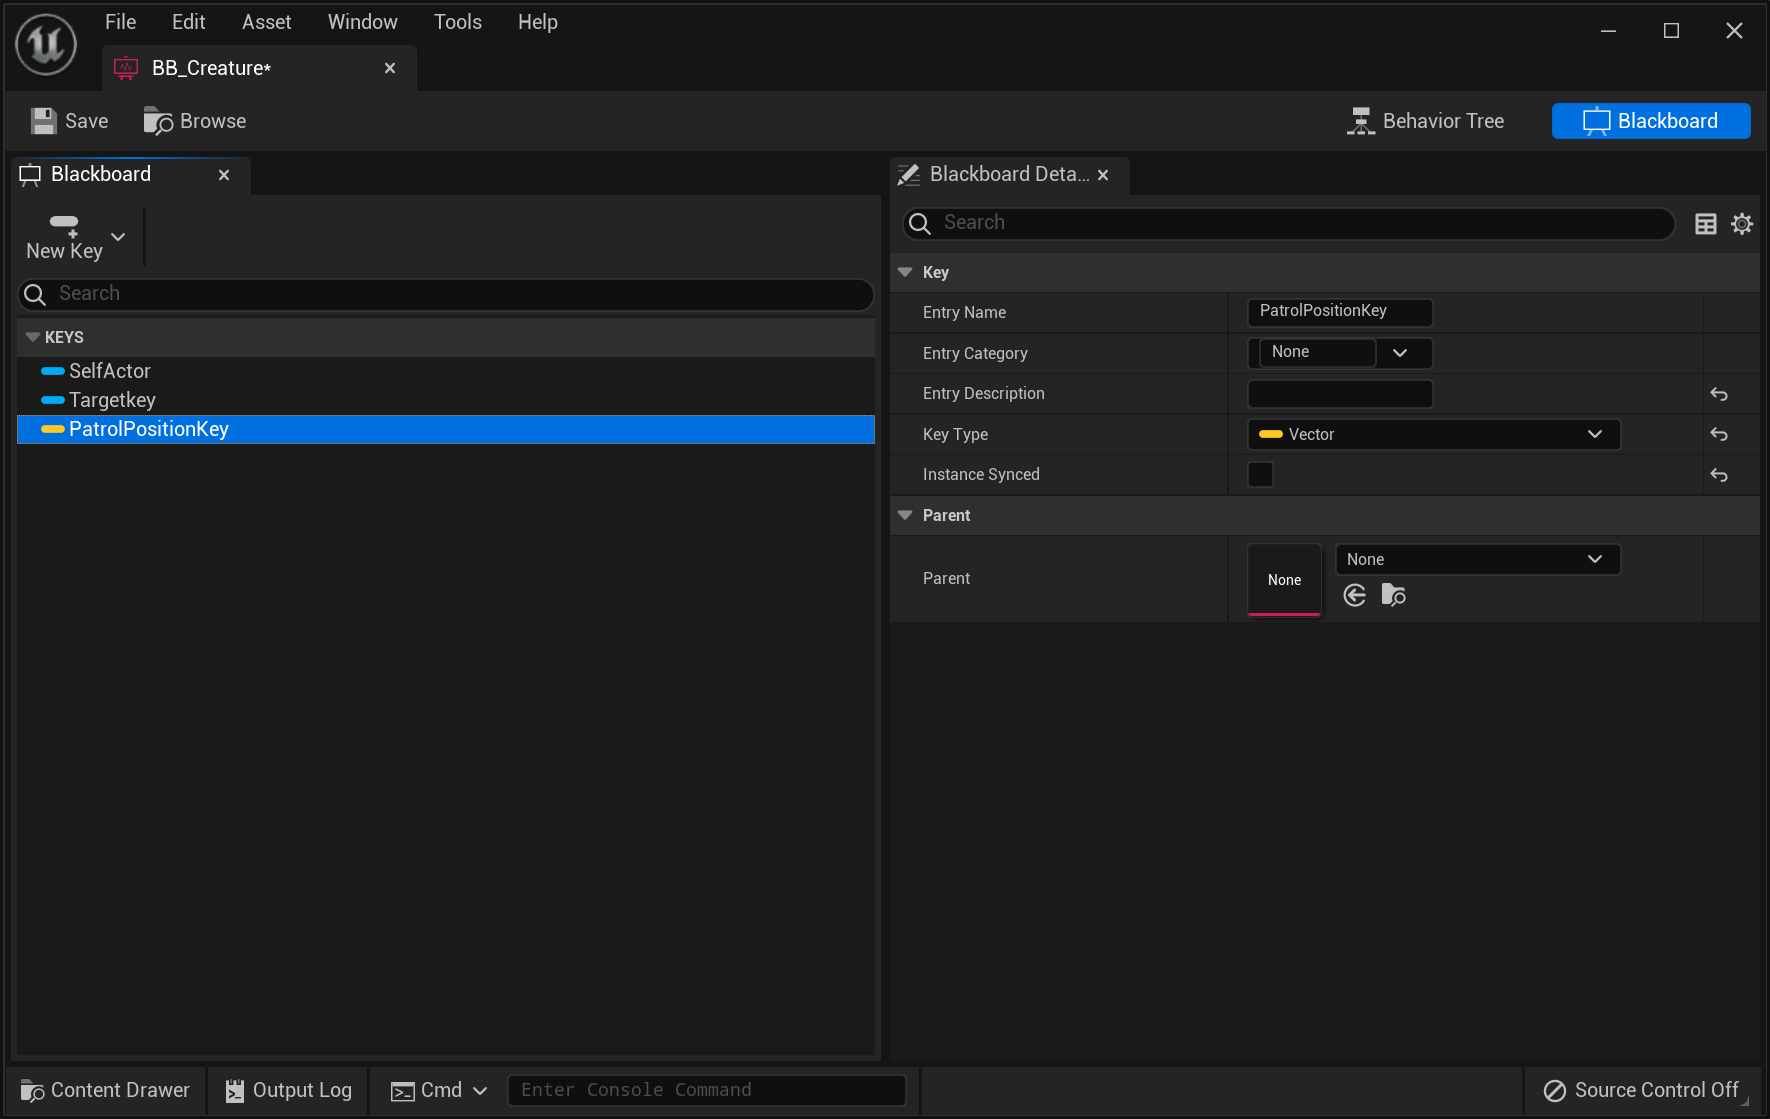 File Edit Asset Window Tools Help
BB_Creature*
Save Browse Behavior Tree Blackboard
Blackboard
Blackboard Deta...
New Key
Search
Search
KEYS
SelfActor
Targetkey
PatrolPositionKey
Key
Entry Name PatrolPositionKey
Entry Category None
Entry Description
Key Type Vector
Instance Synced
Parent
Parent None None
Content Drawer Output Log Cmd Enter Console Command Source Control Off